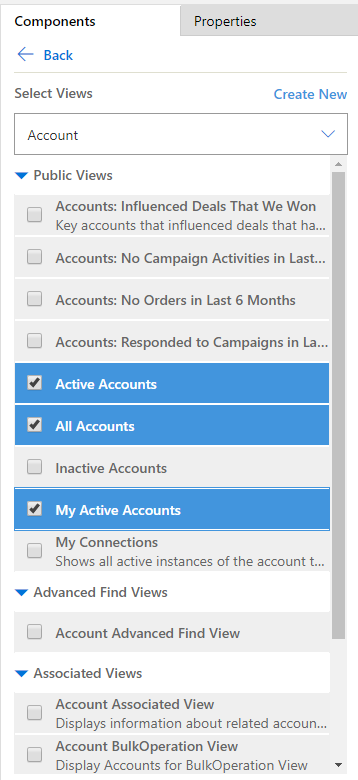 Components
Properties
Back
Select Views
Create New
Account
Public Views
Accounts: Influenced Deals That We Won
Key accounts that influenced deals that ha...
Accounts: No Campaign Activities in Last...
Accounts: No Orders in Last 6 Months
Accounts: Responded to Campaigns in La...
Active Accounts
All Accounts
Inactive Accounts
My Active Accounts
My Connections
Shows all active instances of the account t...
Advanced Find Views
Account Advanced Find View
Associated Views
Account Associated View
Displays information about related accoun...
Account BulkOperation View
Display Accounts for BulkOperation View